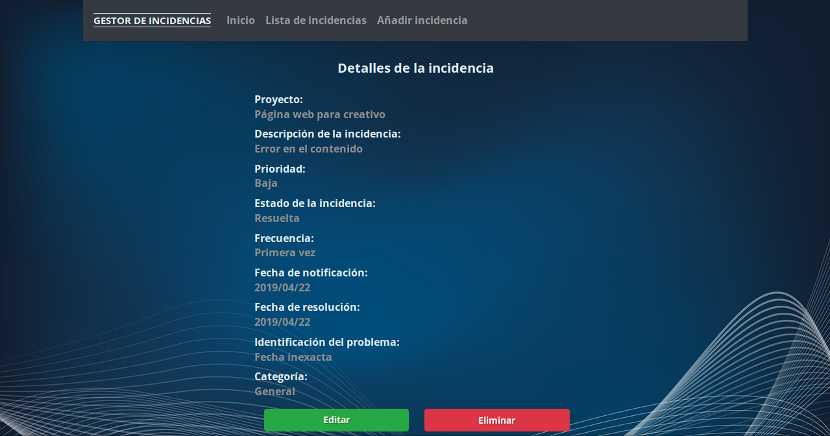 GESTOR DE INCIDENCIAS Inicio Lista de incidencias Añadir incidencia
Detalles de la incidencia
Proyecto:
Página web para creativo
Descripción de la incidencia:
Error en el contenido
Prioridad:
Baja
Estado de la incidencia:
Resuelta
Frecuencia:
Primera vez
Fecha de notificación:
2019/04/22
Fecha de resolución:
2019/04/22
Identificación del problema:
Fecha inexacta
Categoría:
General
Editar Eliminar